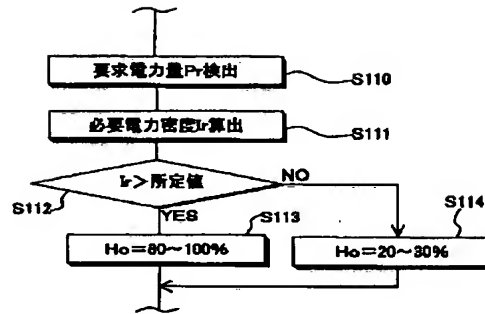 要求電力量Pr検出
S110
必要電力密度Ir算出
S111
Ir＞所定値
NO
S112
YES
S113
S114
Ho=80～100%
Ho=20～30%